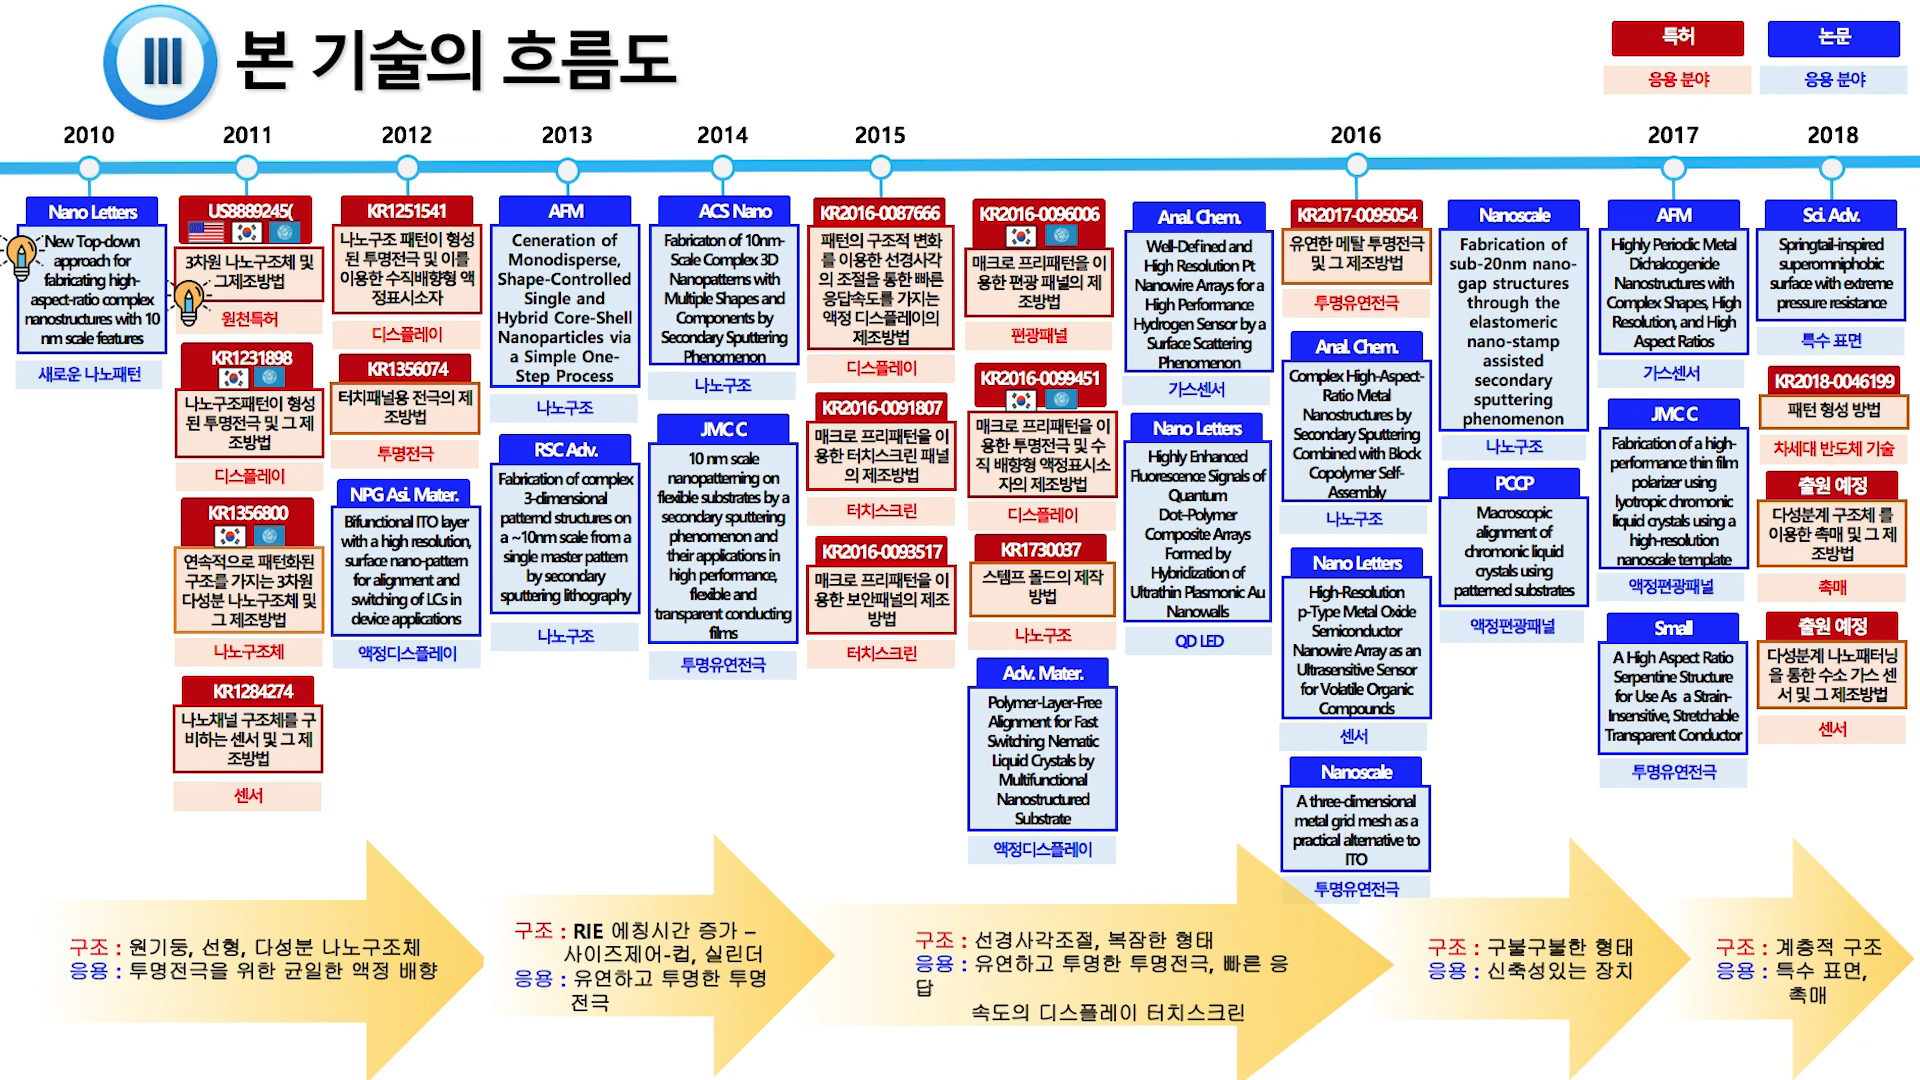 III
본 기술의 흐름도
특허
논문
응용 분야
응용 분야
2010
2011
2012
2013
2014
2015
2016
2017
2018
Nano Letters
New Top-down
approach for
fabricating high-
aspect-ratio complex
nanostructures with 10
nm scale features
새로운 나노패턴
US8889245(
3차원 나노구조체 및
그제조방법
원천특허
KR1231898
나노구조패턴이 형성
된 투명전극 및 그 제
조방법
디스플레이
KR1356800
연속적으로 패턴화된
구조를 가지는 3차원
다성분 나노구조체 및
그 제조방법
나노구조체
KR1284274
나노채널 구조체를 구
비하는 센서 및 그 제
조방법
센서
KR1251541
나노구조 패턴이 형성
된 투명전극 및 이를
이용한 수직배향형 액
정표시소자
디스플레이
KR1356074
터치패널용 전극의 제
조방법
투명전극
NPG Asi. Mater.
Bifunctional ITO layer
with a high resolution,
surface nano-pattern
for alignment and
switching of LCs in
device applications
액정디스플레이
AFM
Ceneration of
Monodisperse,
Shape-Controlled
Single and
Hybrid Core-Shell
Nanoparticles via
a Simple One-
Step Process
나노구조
RSC Adv.
Fabrication of complex
3-dimensional
patternd structures on
a ~10nm scale from a
single master pattern
by secondary
sputtering lithography
나노구조
ACS Nano
Fabricaton of 10nm-
Scale Complex 3D
Nanopatterns with
Multiple Shapes and
Components by
Secondary Sputtering
Phenomenon
나노구조
JMC C
10 nm scale
nanopatterning on
flexible substrates by a
secondary sputtering
phenomenon and
their applications in
high performance,
flexible and
transparent conducting
films
투명유연전극
KR2016-0087666
패턴의 구조적 변화
를 이용한 선경사각
의 조절을 통한 빠른
응답속도를 가지는
액정 디스플레이의
제조방법
디스플레이
KR2016-0091807
매크로 프리패턴을 이
용한 터치스크린 패널
의 제조방법
터치스크린
KR2016-0093517
매크로 프리패턴을 이
용한 보안패널의 제조
방법
터치스크린
KR2016-0096006
매크로 프리패턴을 이
용한 편광 패널의 제
조방법
편광패널
KR2016-0099451
매크로 프리패턴을 이
용한 투명전극 및 수
직 배향형 액정표시소
자의 제조방법
디스플레이
KR1730037
스템프 몰드의 제작
방법
나노구조
Adv. Mater.
Polymer-Layer-Free
Alignment for Fast
Switching Nematic
Liquid Crystals by
Multifunctional
Nanostructured
Substrate
액정디스플레이
Anal. Chem.
Well-Defined and
High Resolution Pt
Nanowire Arrays for a
High Performance
Hydrogen Sensor by a
Surface Scattering
Phenomenon
가스센서
Nano Letters
Highly Enhanced
Fluorescence Signals of
Quantum
Dot–Polymer
Composite Arrays
Formed by
Hybridization of
Ultrathin Plasmonic Au
Nanowalls
QD LED
KR2017-0095054
유연한 메탈 투명전극
및 그 제조방법
투명유연전극
Anal. Chem.
Complex High-Aspect-
Ratio Metal
Nanostructures by
Secondary Sputtering
Combined with Block
Copolymer Self-
Assembly
나노구조
Nano Letters
High-Resolution
p-Type Metal Oxide
Semiconductor
Nanowire Array as an
Ultrasensitive Sensor
for Volatile Organic
Compounds
센서
Nanoscale
A three-dimensional
metal grid mesh as a
practical alternative to
ITO
투명유연전극
Nanoscale
Fabrication of
sub-20nm nano-
gap structures
through the
elastomeric
nano-stamp
assisted
secondary
sputtering
phenomenon
나노구조
PCCP
Macroscopic
alignment of
chromonic liquid
crystals using
patterned substrates
액정편광패널
AFM
Highly Periodic Metal
Dichalcogenide
Nanostructures with
Complex Shapes, High
Resolution, and High
Aspect Ratios
가스센서
JMC C
Fabrication of a high-
performance thin film
polarizer using
lyotropic chromonic
liquid crystals using a
high-resolution
nanoscale template
액정편광패널
Small
A High Aspect Ratio
Serpentine Structure
for Use As a Strain-
Insensitive, Stretchable
Transparent Conductor
투명유연전극
Sci. Adv.
Springtail-inspired
superomniphobic
surface with extreme
pressure resistance
특수 표면
KR2018-0046199
패턴 형성 방법
차세대 반도체 기술
출원 예정
다성분계 구조체 를
이용한 촉매 및 그 제
조방법
촉매
출원 예정
다성분계 나노패터닝
을 통한 수소 가스 센
서 및 그 제조방법
센서
구조 : 원기둥, 선형, 다성분 나노구조체
응용 : 투명전극을 위한 균일한 액정 배향
구조 : RIE 에칭시간 증가 –
사이즈제어-컵, 실린더
응용 : 유연하고 투명한 투명
전극
구조 : 선경사각조절, 복잡한 형태
응용 : 유연하고 투명한 투명전극, 빠른 응
답
속도의 디스플레이 터치스크린
구조 : 구불구불한 형태
응용 : 신축성있는 장치
구조 : 계층적 구조
응용 : 특수 표면,
촉매